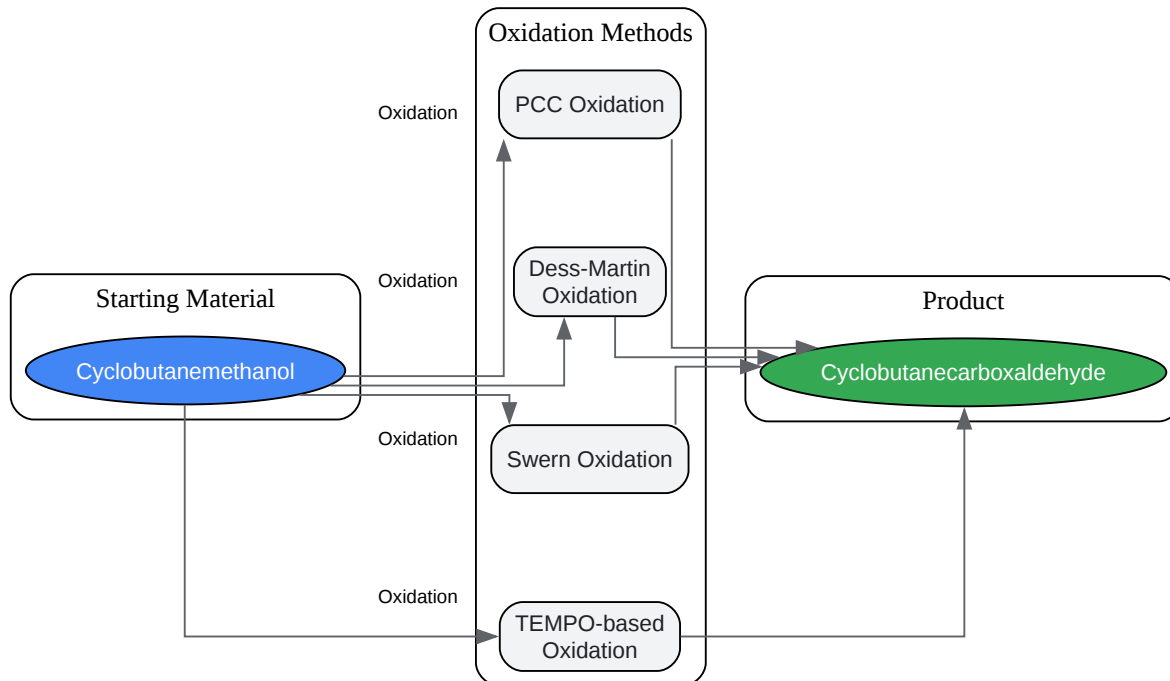 Oxidation Methods
PCC Oxidation
Oxidation
Dess-Martin
Oxidation
Oxidation
Starting Material
Cyclobutanemethanol
Product
Cyclobutanecarboxaldehyde
Oxidation
Swern Oxidation
Oxidation
TEMPO-based
Oxidation